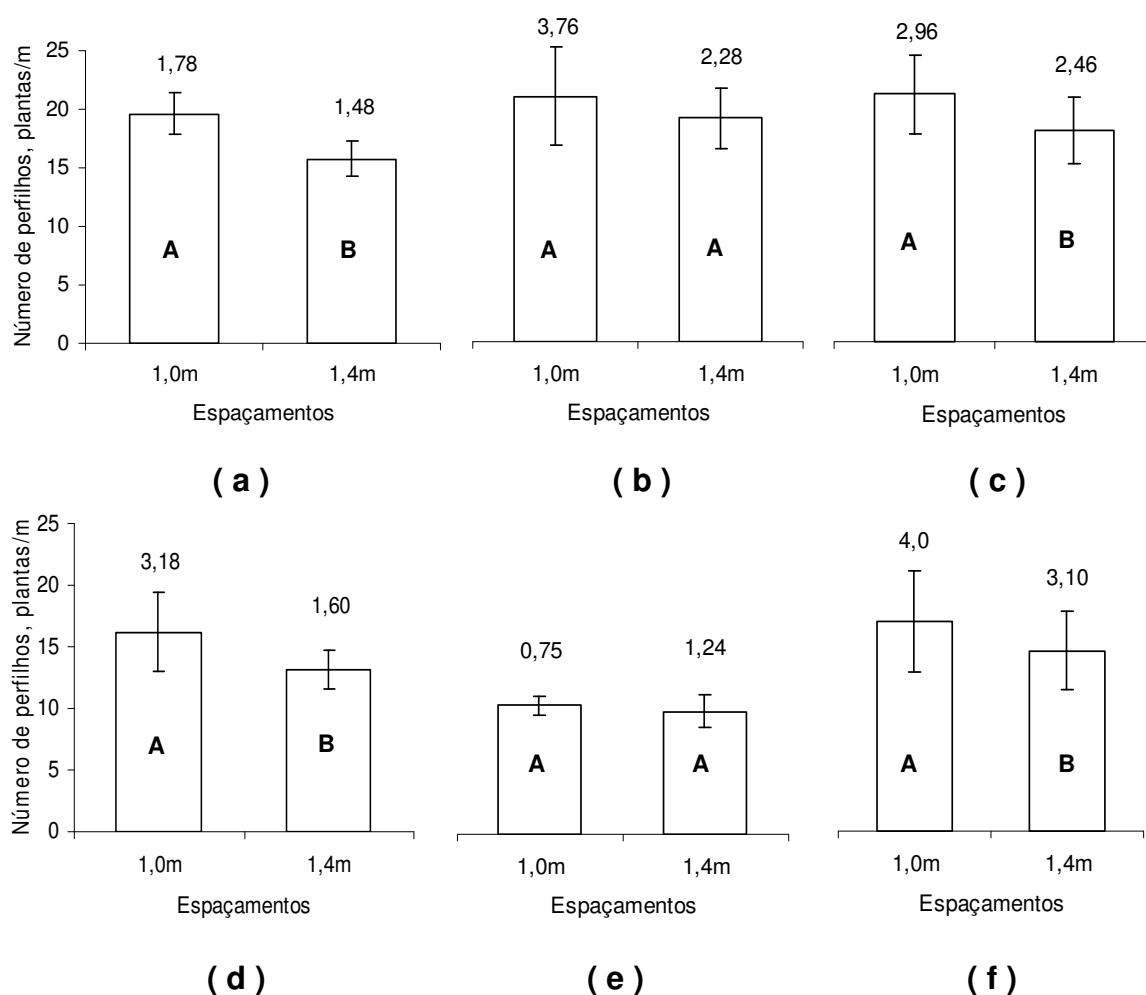 Número de perfilhos, plantas/m
25
20
15
10
5
0
1,78
1,48
A
B
1,0m
1,4m
Espaçamentos
( a )
3,76
2,28
A
A
1,0m
1,4m
Espaçamentos
( b )
2,96
2,46
A
B
1,0m
1,4m
Espaçamentos
( c )
Número de perfilhos, plantas/m
25
20
15
10
5
0
3,18
1,60
A
B
1,0m
1,4m
Espaçamentos
( d )
0,75
1,24
A
A
1,0m
1,4m
Espaçamentos
( e )
4,0
3,10
A
B
1,0m
1,4m
Espaçamentos
( f )